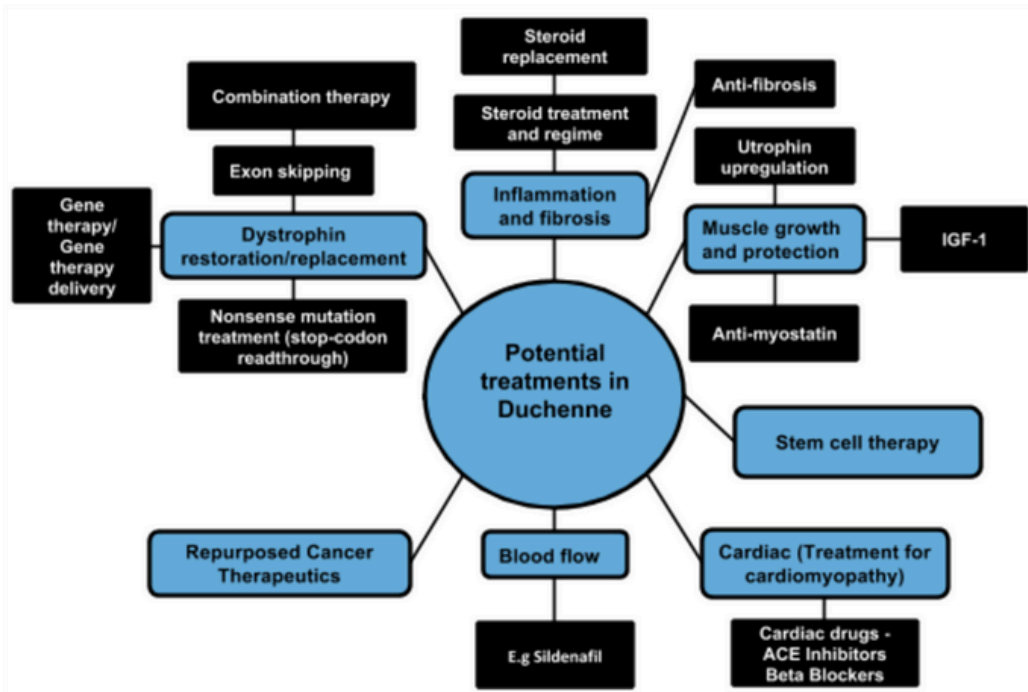 Steroid
replacement
Anti-fibrosis
Combination therapy
Steroid treatment
and regime
Utrophin
upregulation
Exon skipping
Inflammation
and fibrosis
Gene
therapy/
Gene
therapy
delivery
Dystrophin
restoration/replacement
Muscle growth
and protection
IGF-1
Nonsense mutation
treatment (stop-codon
readthrough)
Anti-myostatin
Potential
treatments in
Duchenne
Stem cell therapy
Repurposed Cancer
Therapeutics
Blood flow
Cardiac (Treatment for
cardiomyopathy)
E.g Sildenafil
Cardiac drugs -
ACE Inhibitors
Beta Blockers